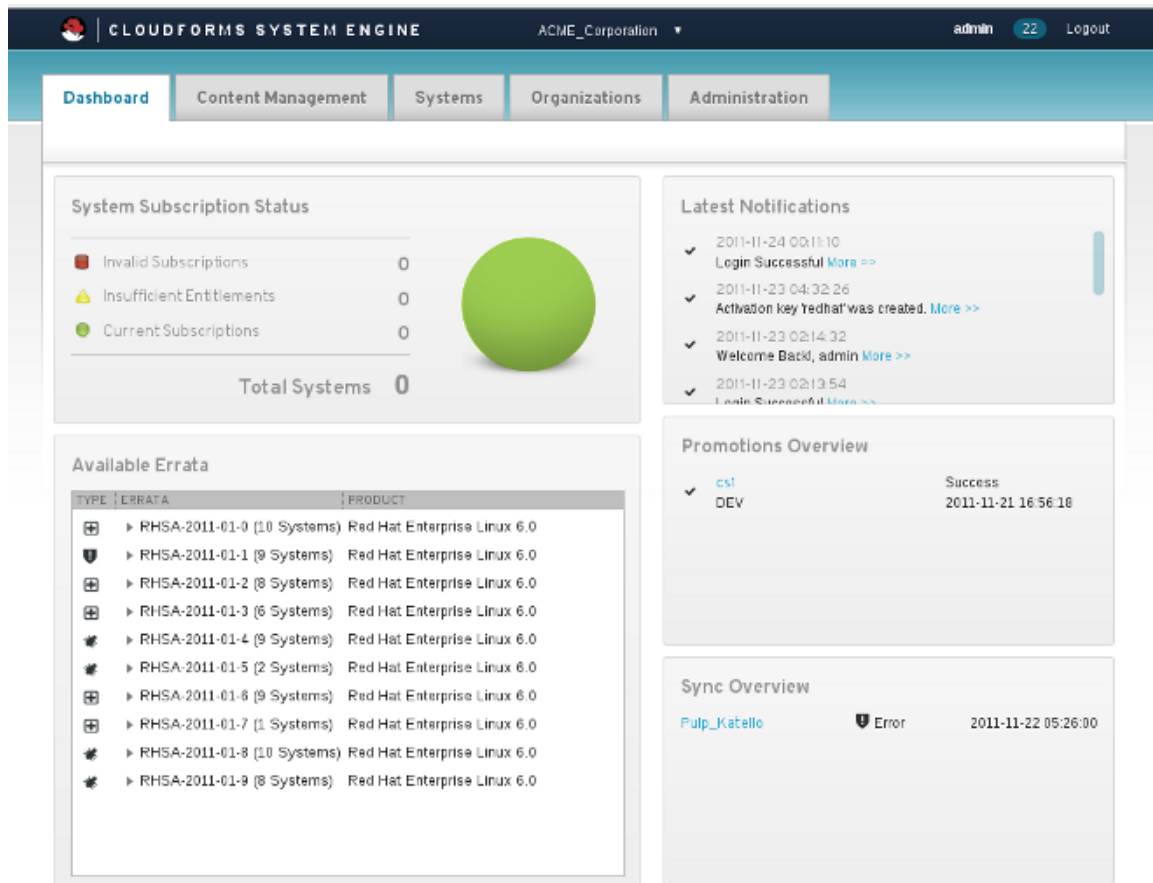 CLOUDFORMS SYSTEM ENGINE
ACME_Corporation
admin 22 Logout
Dashboard
Content Management
Systems
Organizations
Administration
System Subscription Status
Invalid Subscriptions 0
Insufficient Entitlements 0
Current Subscriptions 0
Total Systems 0
Available Errata
TYPE ERRATA PRODUCT
RHSA-2011-01-0 (10 Systems) Red Hat Enterprise Linux 6.0
RHSA-2011-01-1 (9 Systems) Red Hat Enterprise Linux 6.0
RHSA-2011-01-2 (8 Systems) Red Hat Enterprise Linux 6.0
RHSA-2011-01-3 (6 Systems) Red Hat Enterprise Linux 6.0
RHSA-2011-01-4 (9 Systems) Red Hat Enterprise Linux 6.0
RHSA-2011-01-5 (2 Systems) Red Hat Enterprise Linux 6.0
RHSA-2011-01-6 (9 Systems) Red Hat Enterprise Linux 6.0
RHSA-2011-01-7 (1 Systems) Red Hat Enterprise Linux 6.0
RHSA-2011-01-8 (10 Systems) Red Hat Enterprise Linux 6.0
RHSA-2011-01-9 (8 Systems) Red Hat Enterprise Linux 6.0
Latest Notifications
2011-11-24 00:11:10
Login Successful More >>
2011-11-23 04:32:26
Activation key 'redhat' was created. More >>
2011-11-23 02:14:32
Welcome Back!, admin More >>
2011-11-23 02:13:54
Login Successful More >>
Promotions Overview
cs1 Success
DEV 2011-11-21 16:56:18
Sync Overview
Pulp_Katello Error 2011-11-22 05:26:00